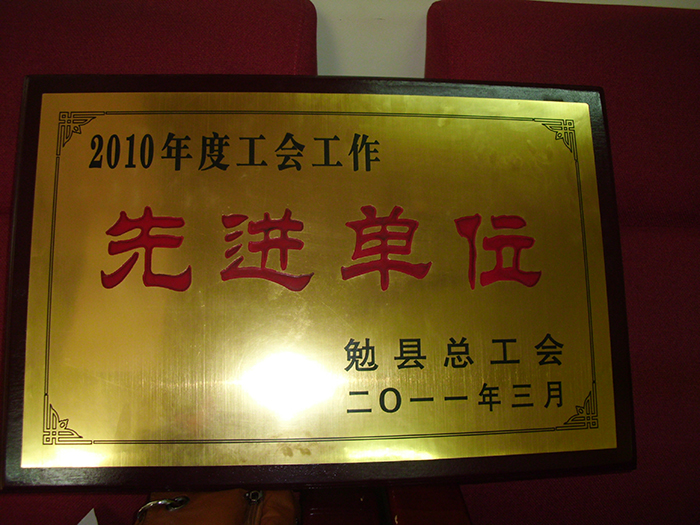 2010年度工会工作
先进单位
勉县总工会
二〇一一年三月